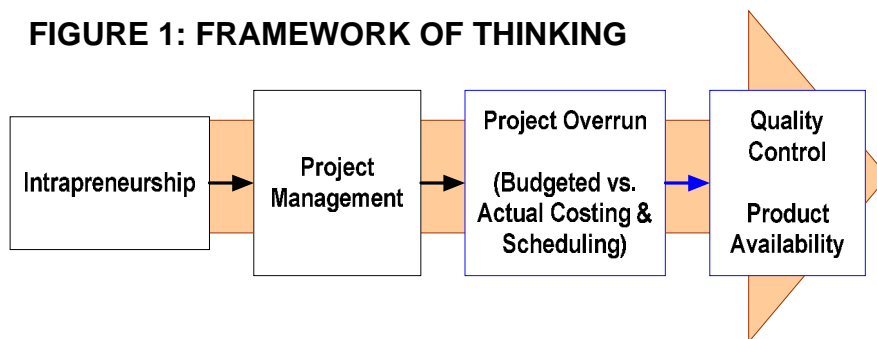 FIGURE 1: FRAMEWORK OF THINKING
Intrapreneurship
Project
Management
Project Overrun
(Budgeted vs.
Actual Costing &
Scheduling)
Quality
Control
Product
Availability